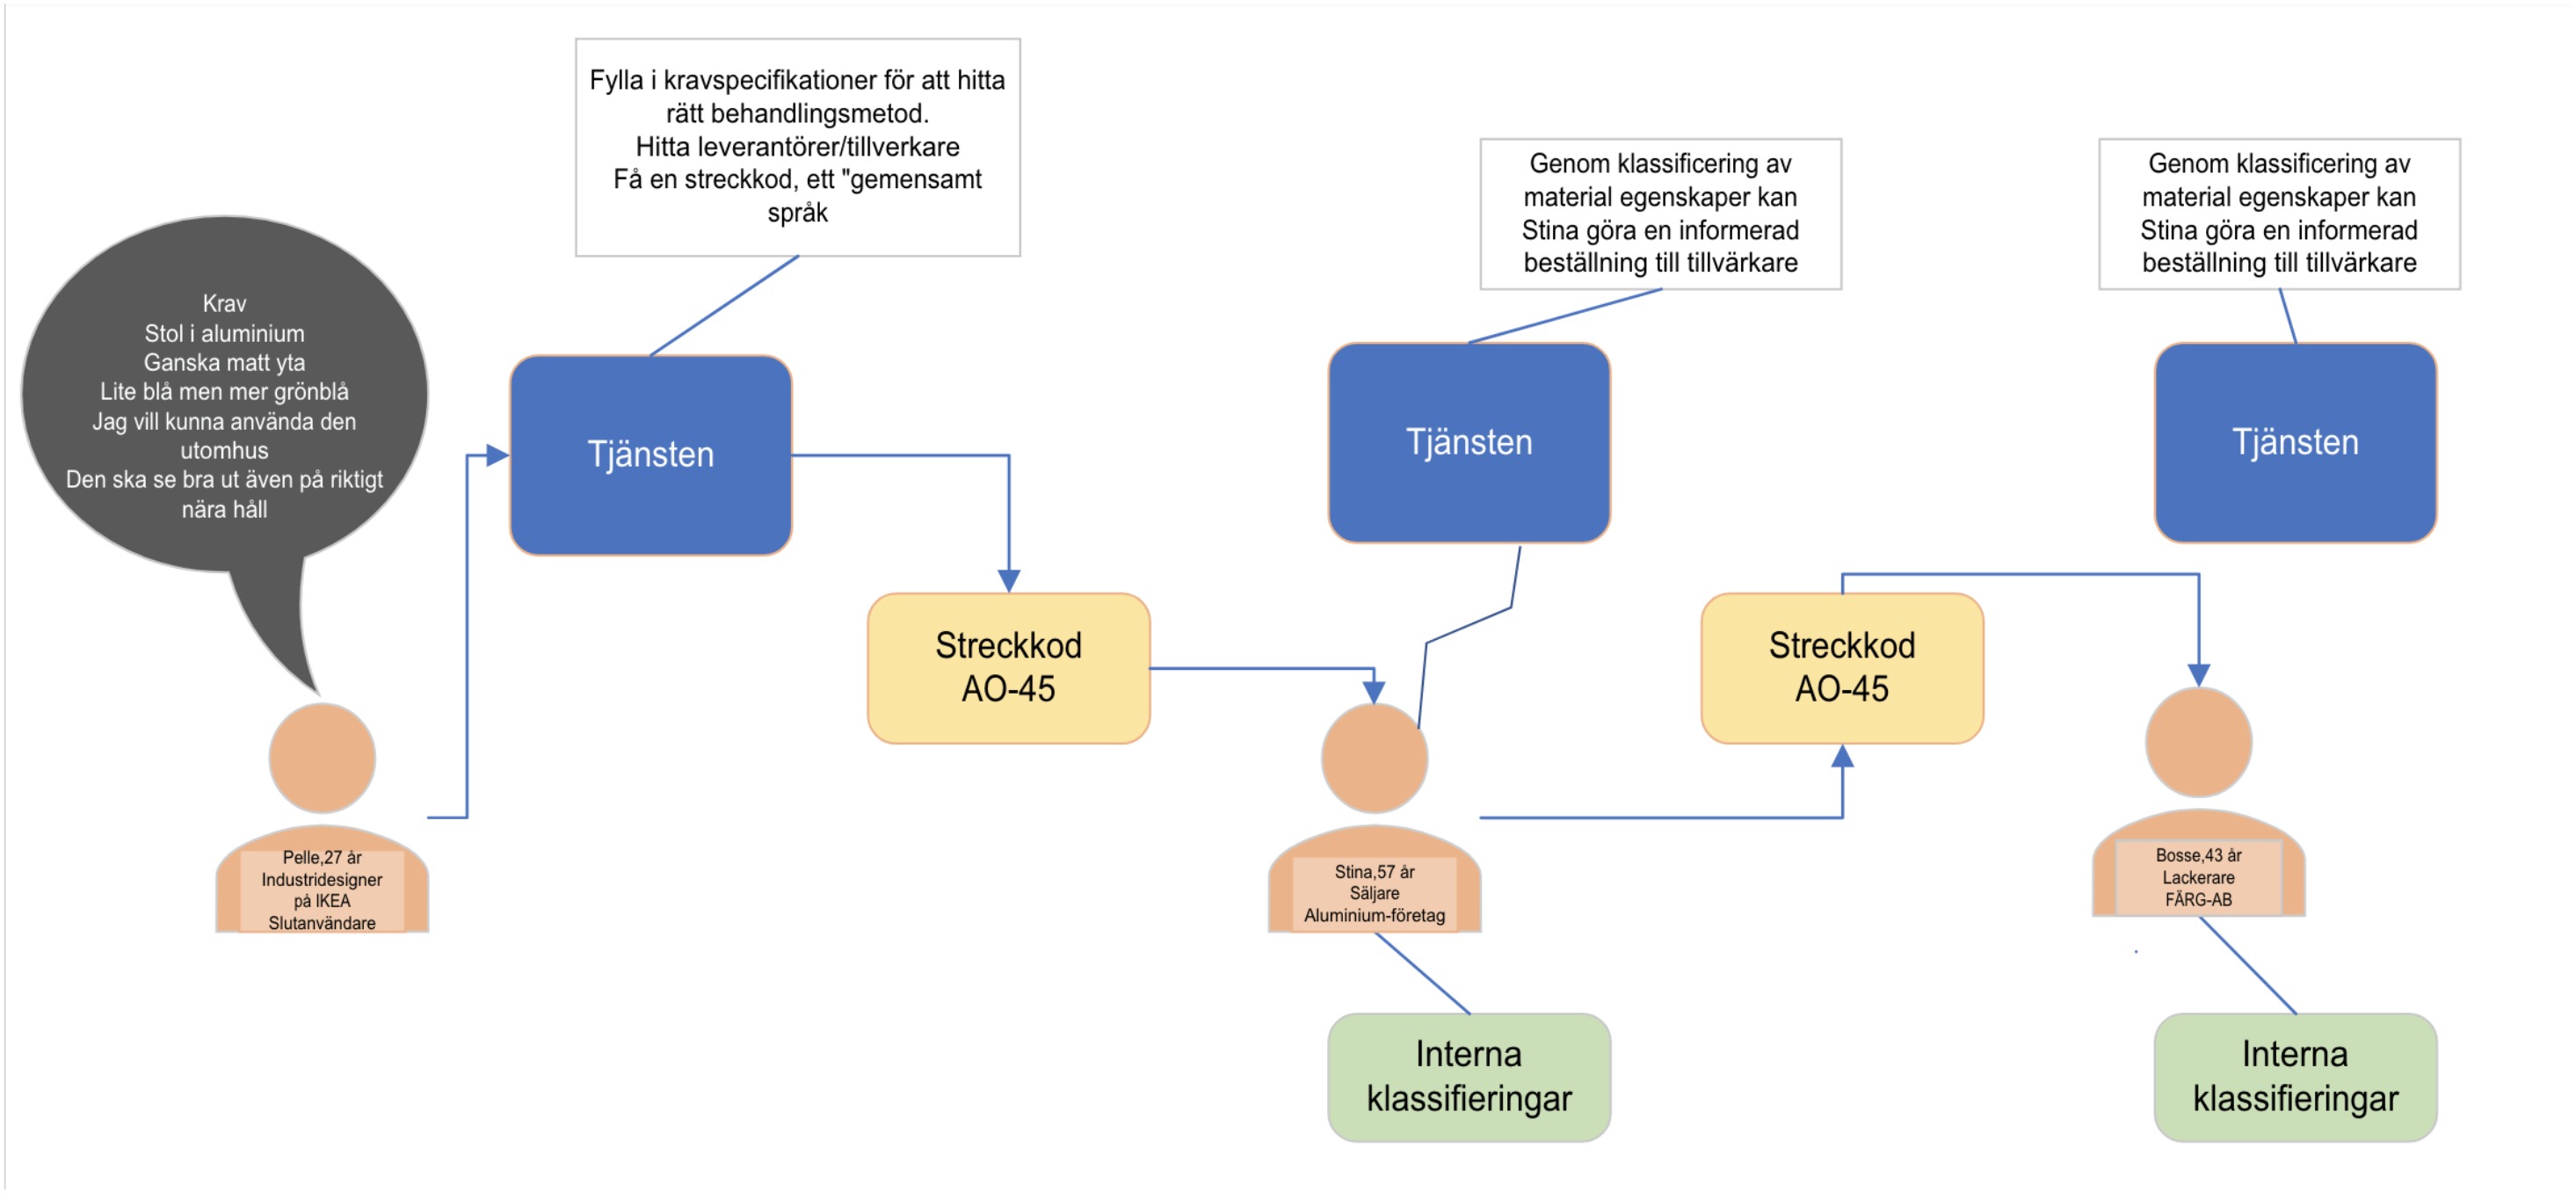 Fylla i kravspecifikationer för att hitta
rätt behandlingsmetod.
Hitta leverantörer/tillverkare
Få en streckkod, ett "gemensamt
språk
Genom klassificering av
material egenskaper kan
Stina göra en informerad
beställning till tillvärkare
Genom klassificering av
material egenskaper kan
Stina göra en informerad
beställning till tillvärkare
Krav
Stol i aluminium
Ganska matt yta
Lite blå men mer grönblå
Jag vill kunna använda den
utomhus
Den ska se bra ut även på riktigt
nära håll
Tjänsten
Tjänsten
Tjänsten
Streckkod
AO-45
Streckkod
AO-45
Pelle,27 år
Industridesigner
på IKEA
Slutanvändare
Stina,57 år
Säljare
Aluminium-företag
Bosse,43 år
Lackerare
FÄRG-AB
Interna
klassifieringar
Interna
klassifieringar